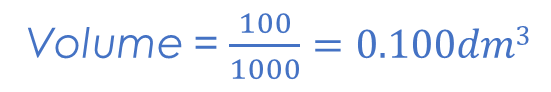 Volume = 100/1000 = 0.100dm³